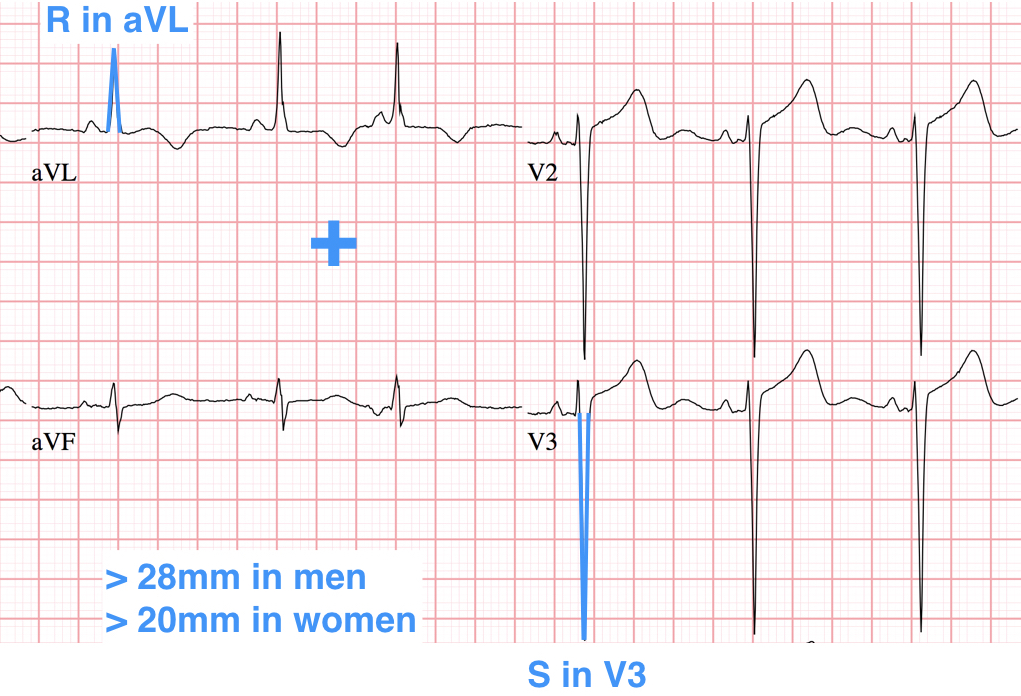 R in aVL
aVL
V2
aVF
V3
> 28mm in men
> 20mm in women
S in V3